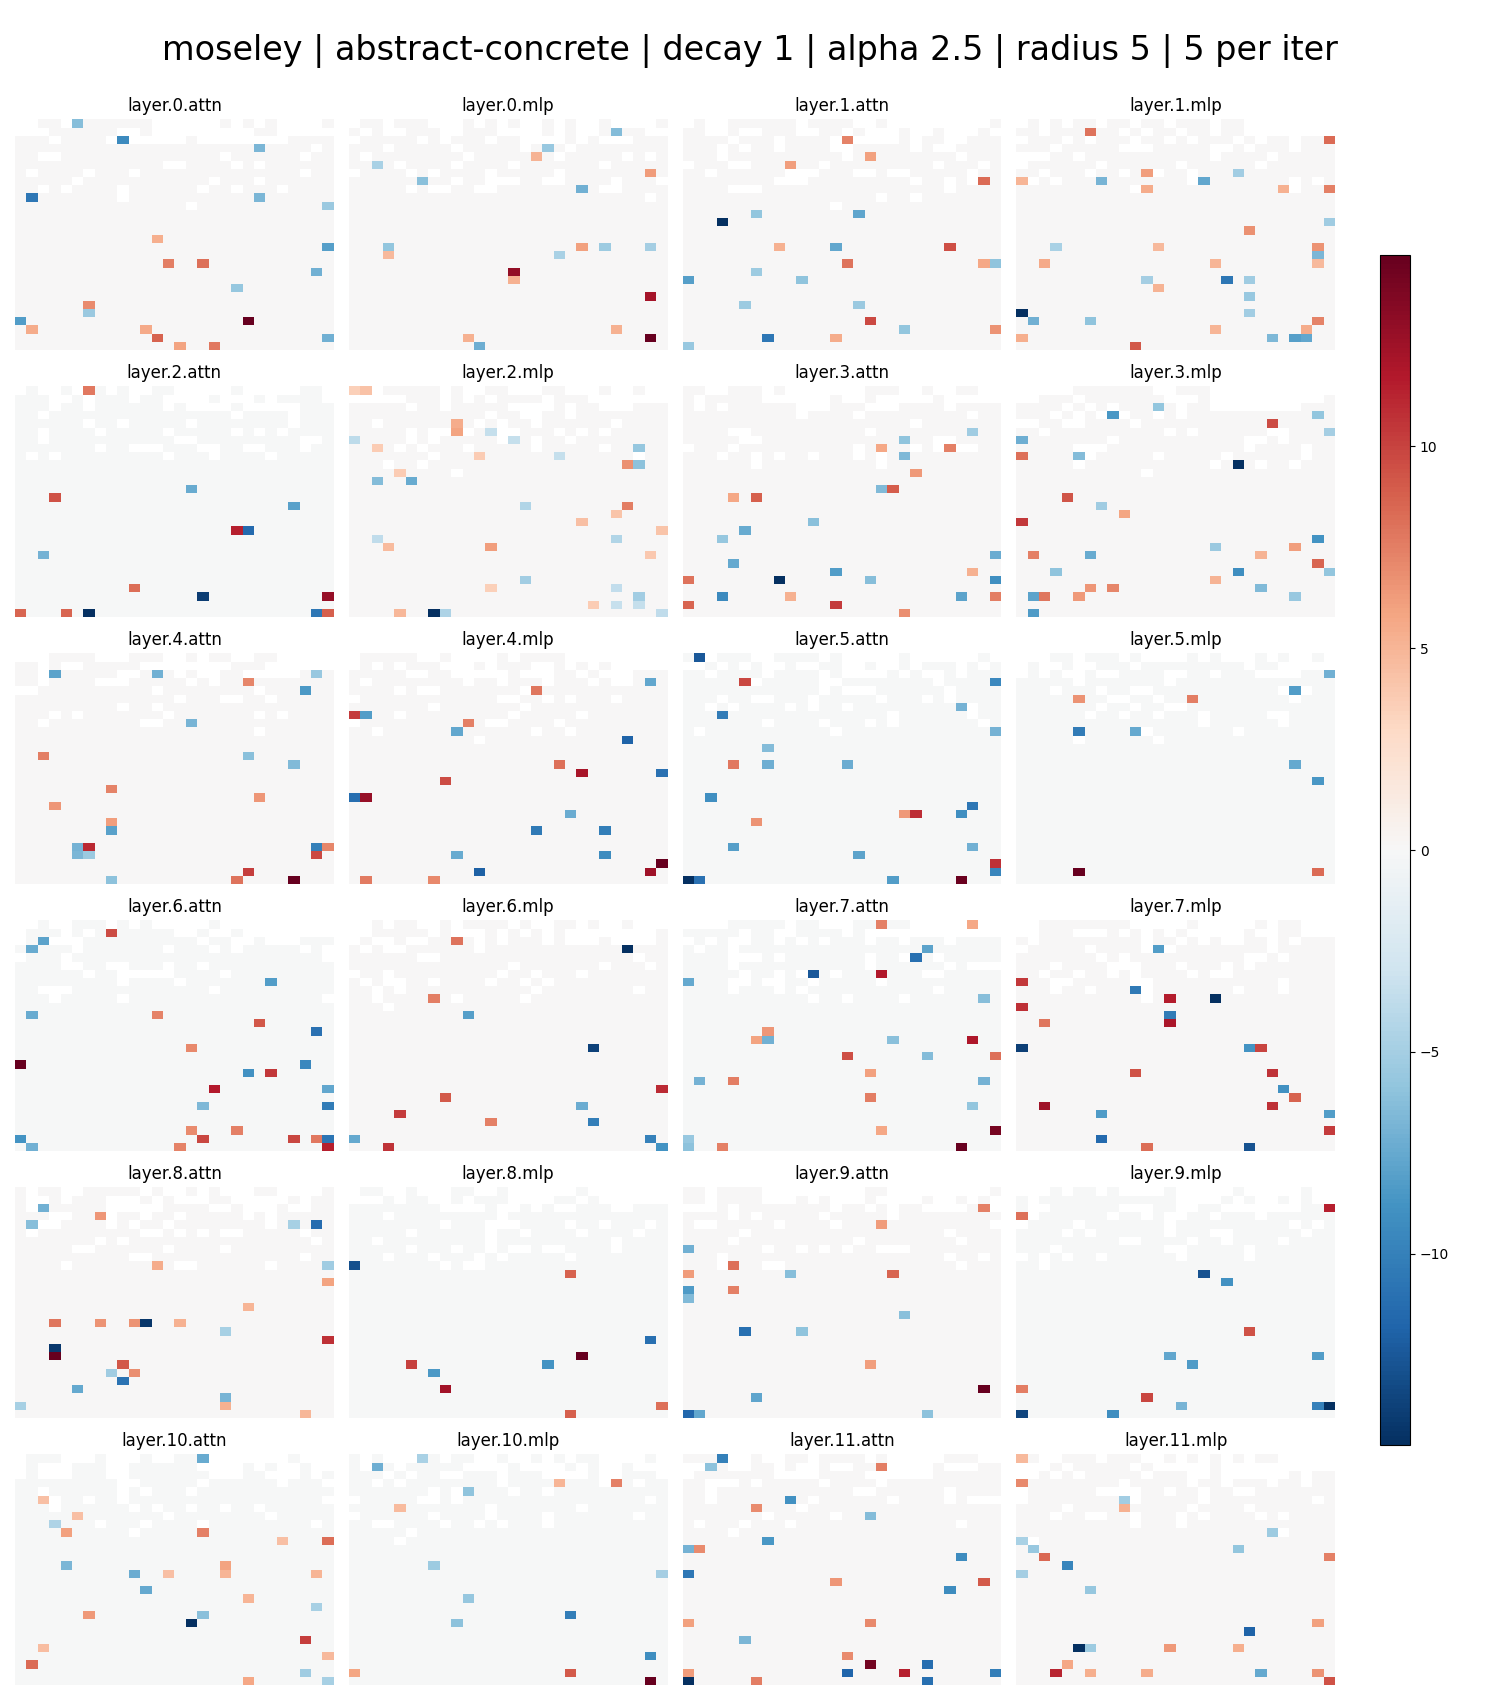 moseley | abstract-concrete | decay 1 | alpha 2.5 | radius 5 | 5 per iter
layer.0.attn
layer.0.mlp
layer.1.attn
layer.1.mlp
layer.2.attn
layer.2.mlp
layer.3.attn
layer.3.mlp
layer.4.attn
layer.4.mlp
layer.5.attn
layer.5.mlp
layer.6.attn
layer.6.mlp
layer.7.attn
layer.7.mlp
layer.8.attn
layer.8.mlp
layer.9.attn
layer.9.mlp
layer.10.attn
layer.10.mlp
layer.11.attn
layer.11.mlp
10
5
0
−5
−10